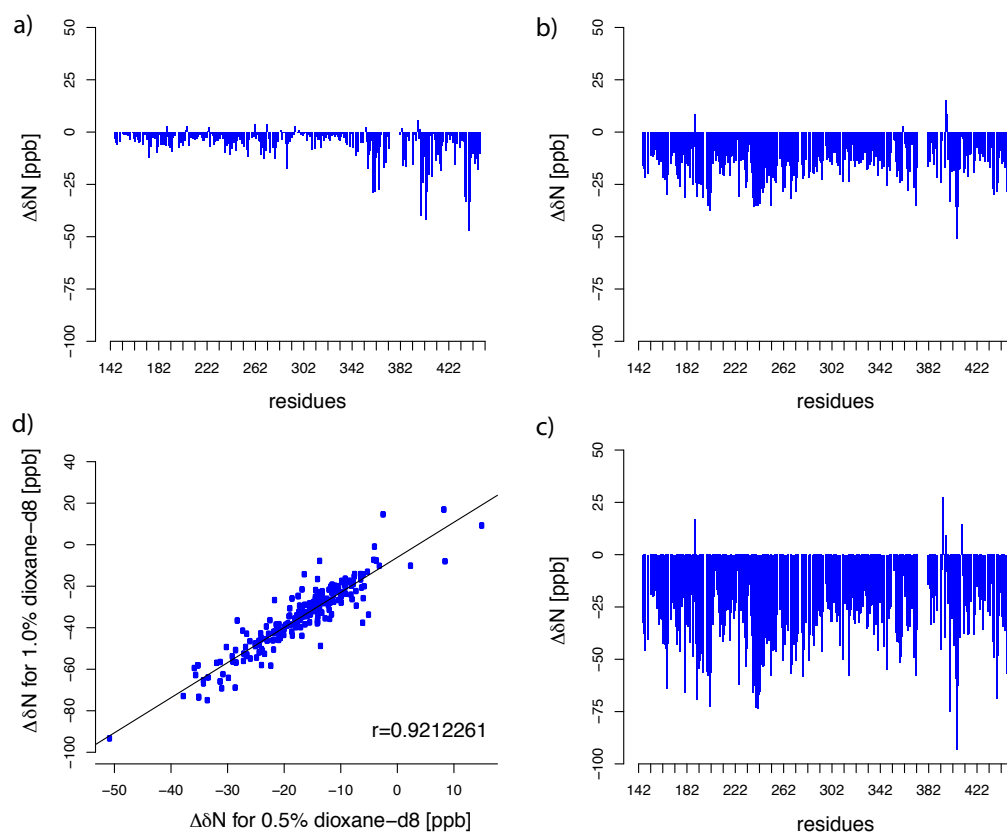 a)
50
25
0
−25
−50
−75
−100
ΔδN [ppb]
142 182 222 262 302 342 382 422
residues
b)
50
25
0
−25
−50
−75
−100
ΔδN [ppb]
142 182 222 262 302 342 382 422
residues
d)
40
20
0
−20
−40
−60
−80
−100
ΔδN for 1.0% dioxane−d8 [ppb]
r=0.9212261
−50 −40 −30 −20 −10 0 10
ΔδN for 0.5% dioxane−d8 [ppb]
c)
50
25
0
−25
−50
−75
−100
ΔδN [ppb]
142 182 222 262 302 342 382 422
residues